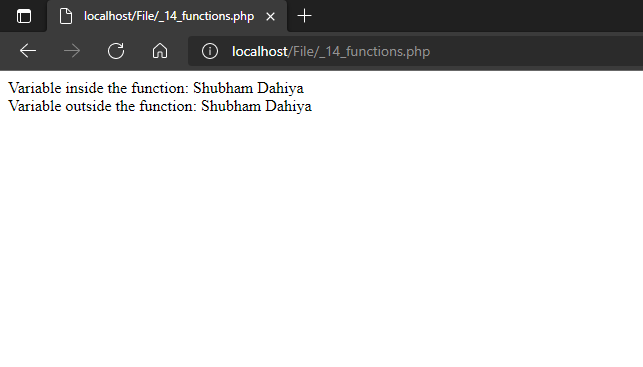 localhost/File/_14_functions.php
localhost/File/_14_functions.php
Variable inside the function: Shubham Dahiya
Variable outside the function: Shubham Dahiya